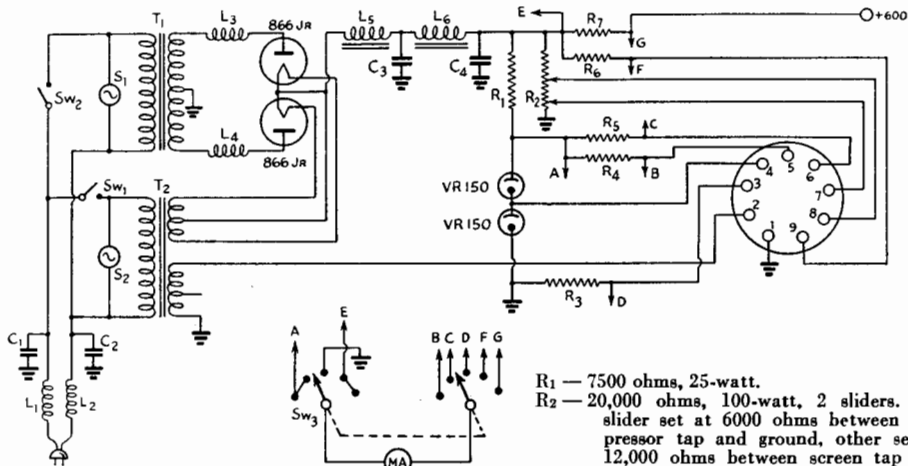 T1
L3
866 JR
L5
L6
E
R7
+600
G
C3
C4
R6
F
S1
R1
R2
Sw2
L4
R5
C
866 JR
A
R4
B
5
4
6
Sw1
T2
VR150
3
7
2
8
VR150
1
9
S2
R3
D
C1
C2
A
E
B C D F G
L1
L2
Sw3
MA
R1 — 7500 ohms, 25-watt.
R2 — 20,000 ohms, 100-watt, 2 sliders.
slider set at 6000 ohms between
pressor tap and ground, other se
12,000 ohms between screen tap